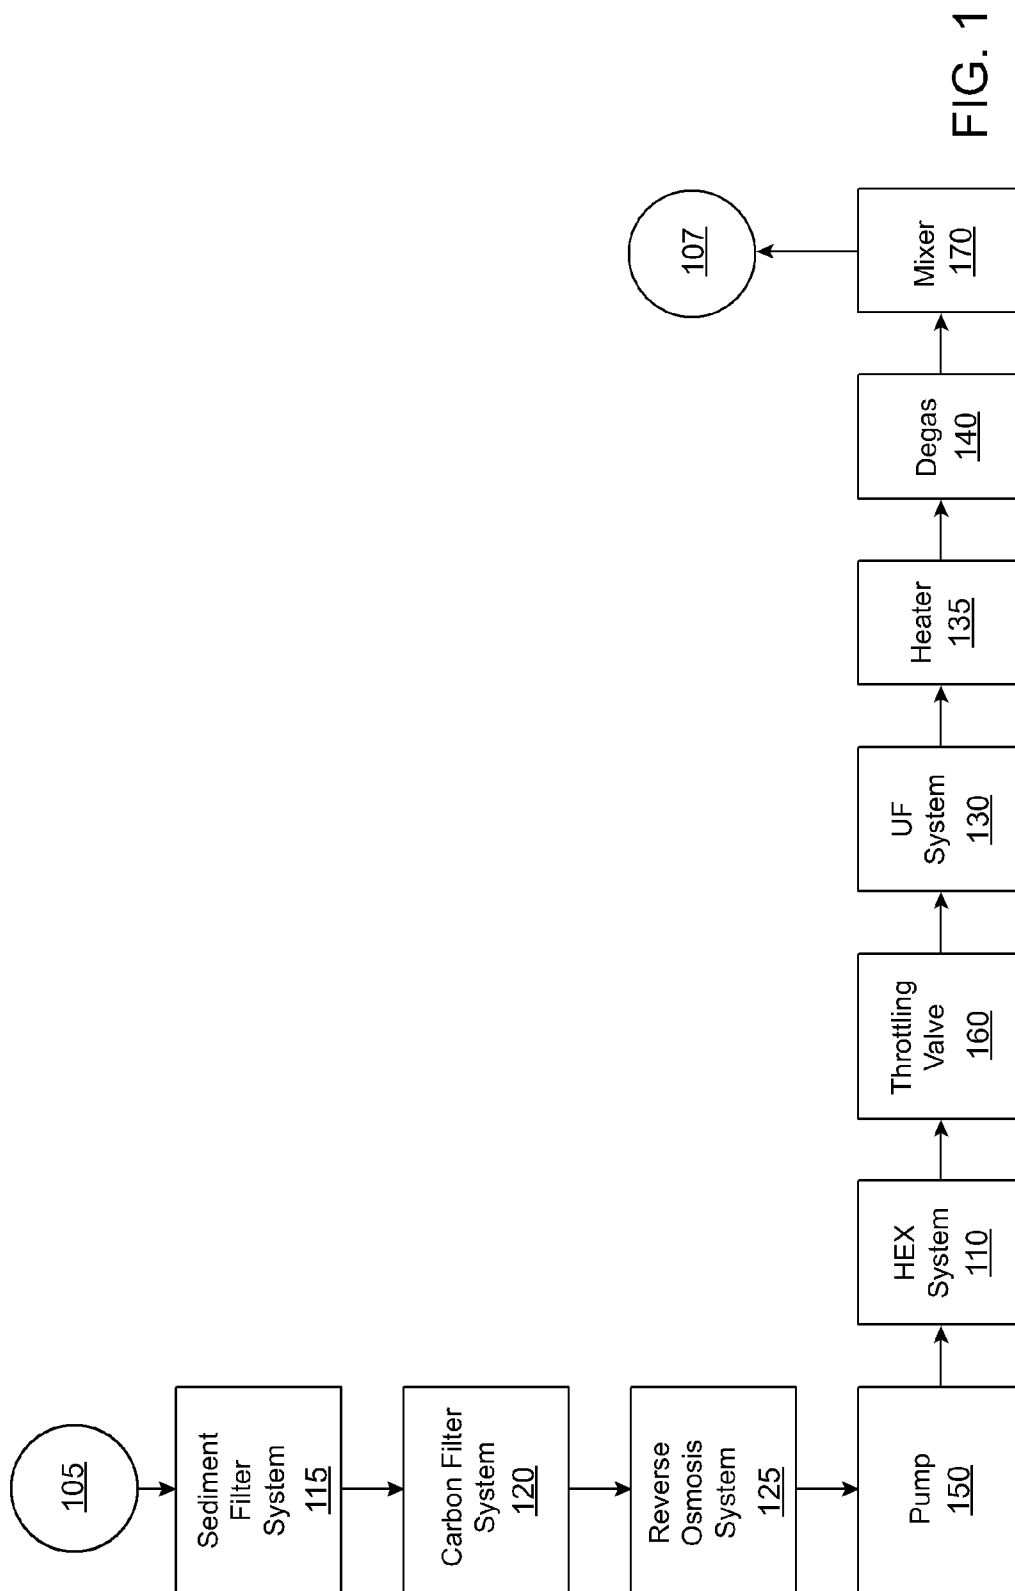 105
Sediment
Filter
System
115
Carbon Filter
System
120
Reverse
Osmosis
System
125
Pump
150
HEX
System
110
Throttling
Valve
160
UF
System
130
Heater
135
Degas
140
Mixer
170
107
FIG. 1